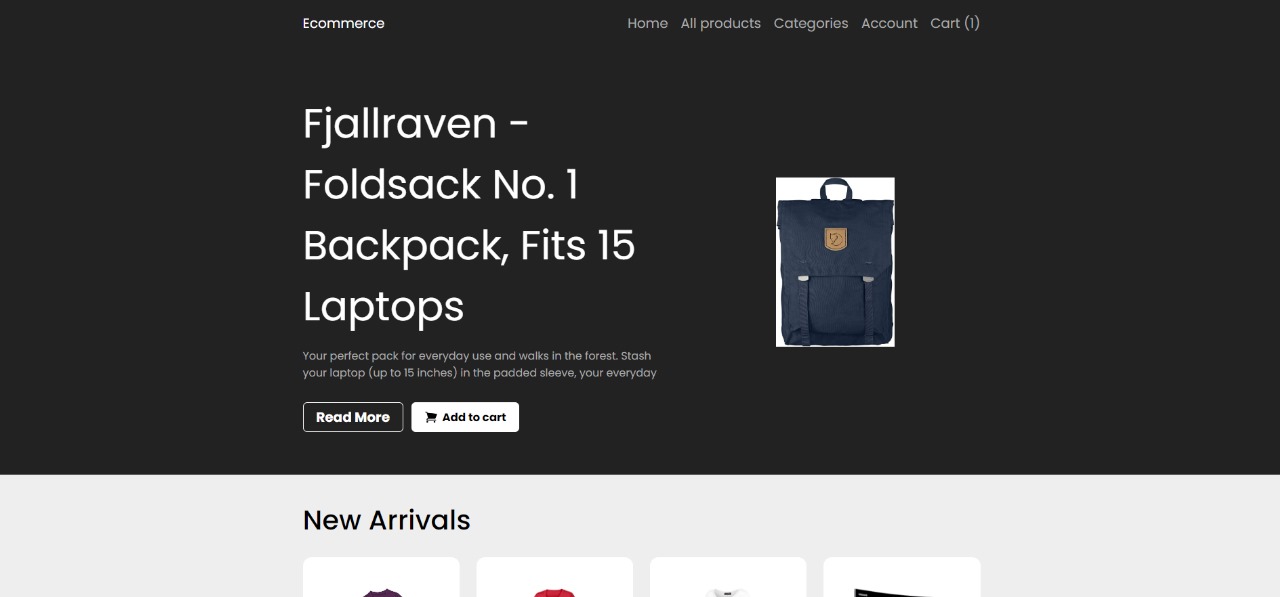 Ecommerce
Home All products Categories Account Cart (1)
Fjallraven -
Foldsack No. 1
Backpack, Fits 15
Laptops
Your perfect pack for everyday use and walks in the forest. Stash
your laptop (up to 15 inches) in the padded sleeve, your everyday
Read More Add to cart
New Arrivals